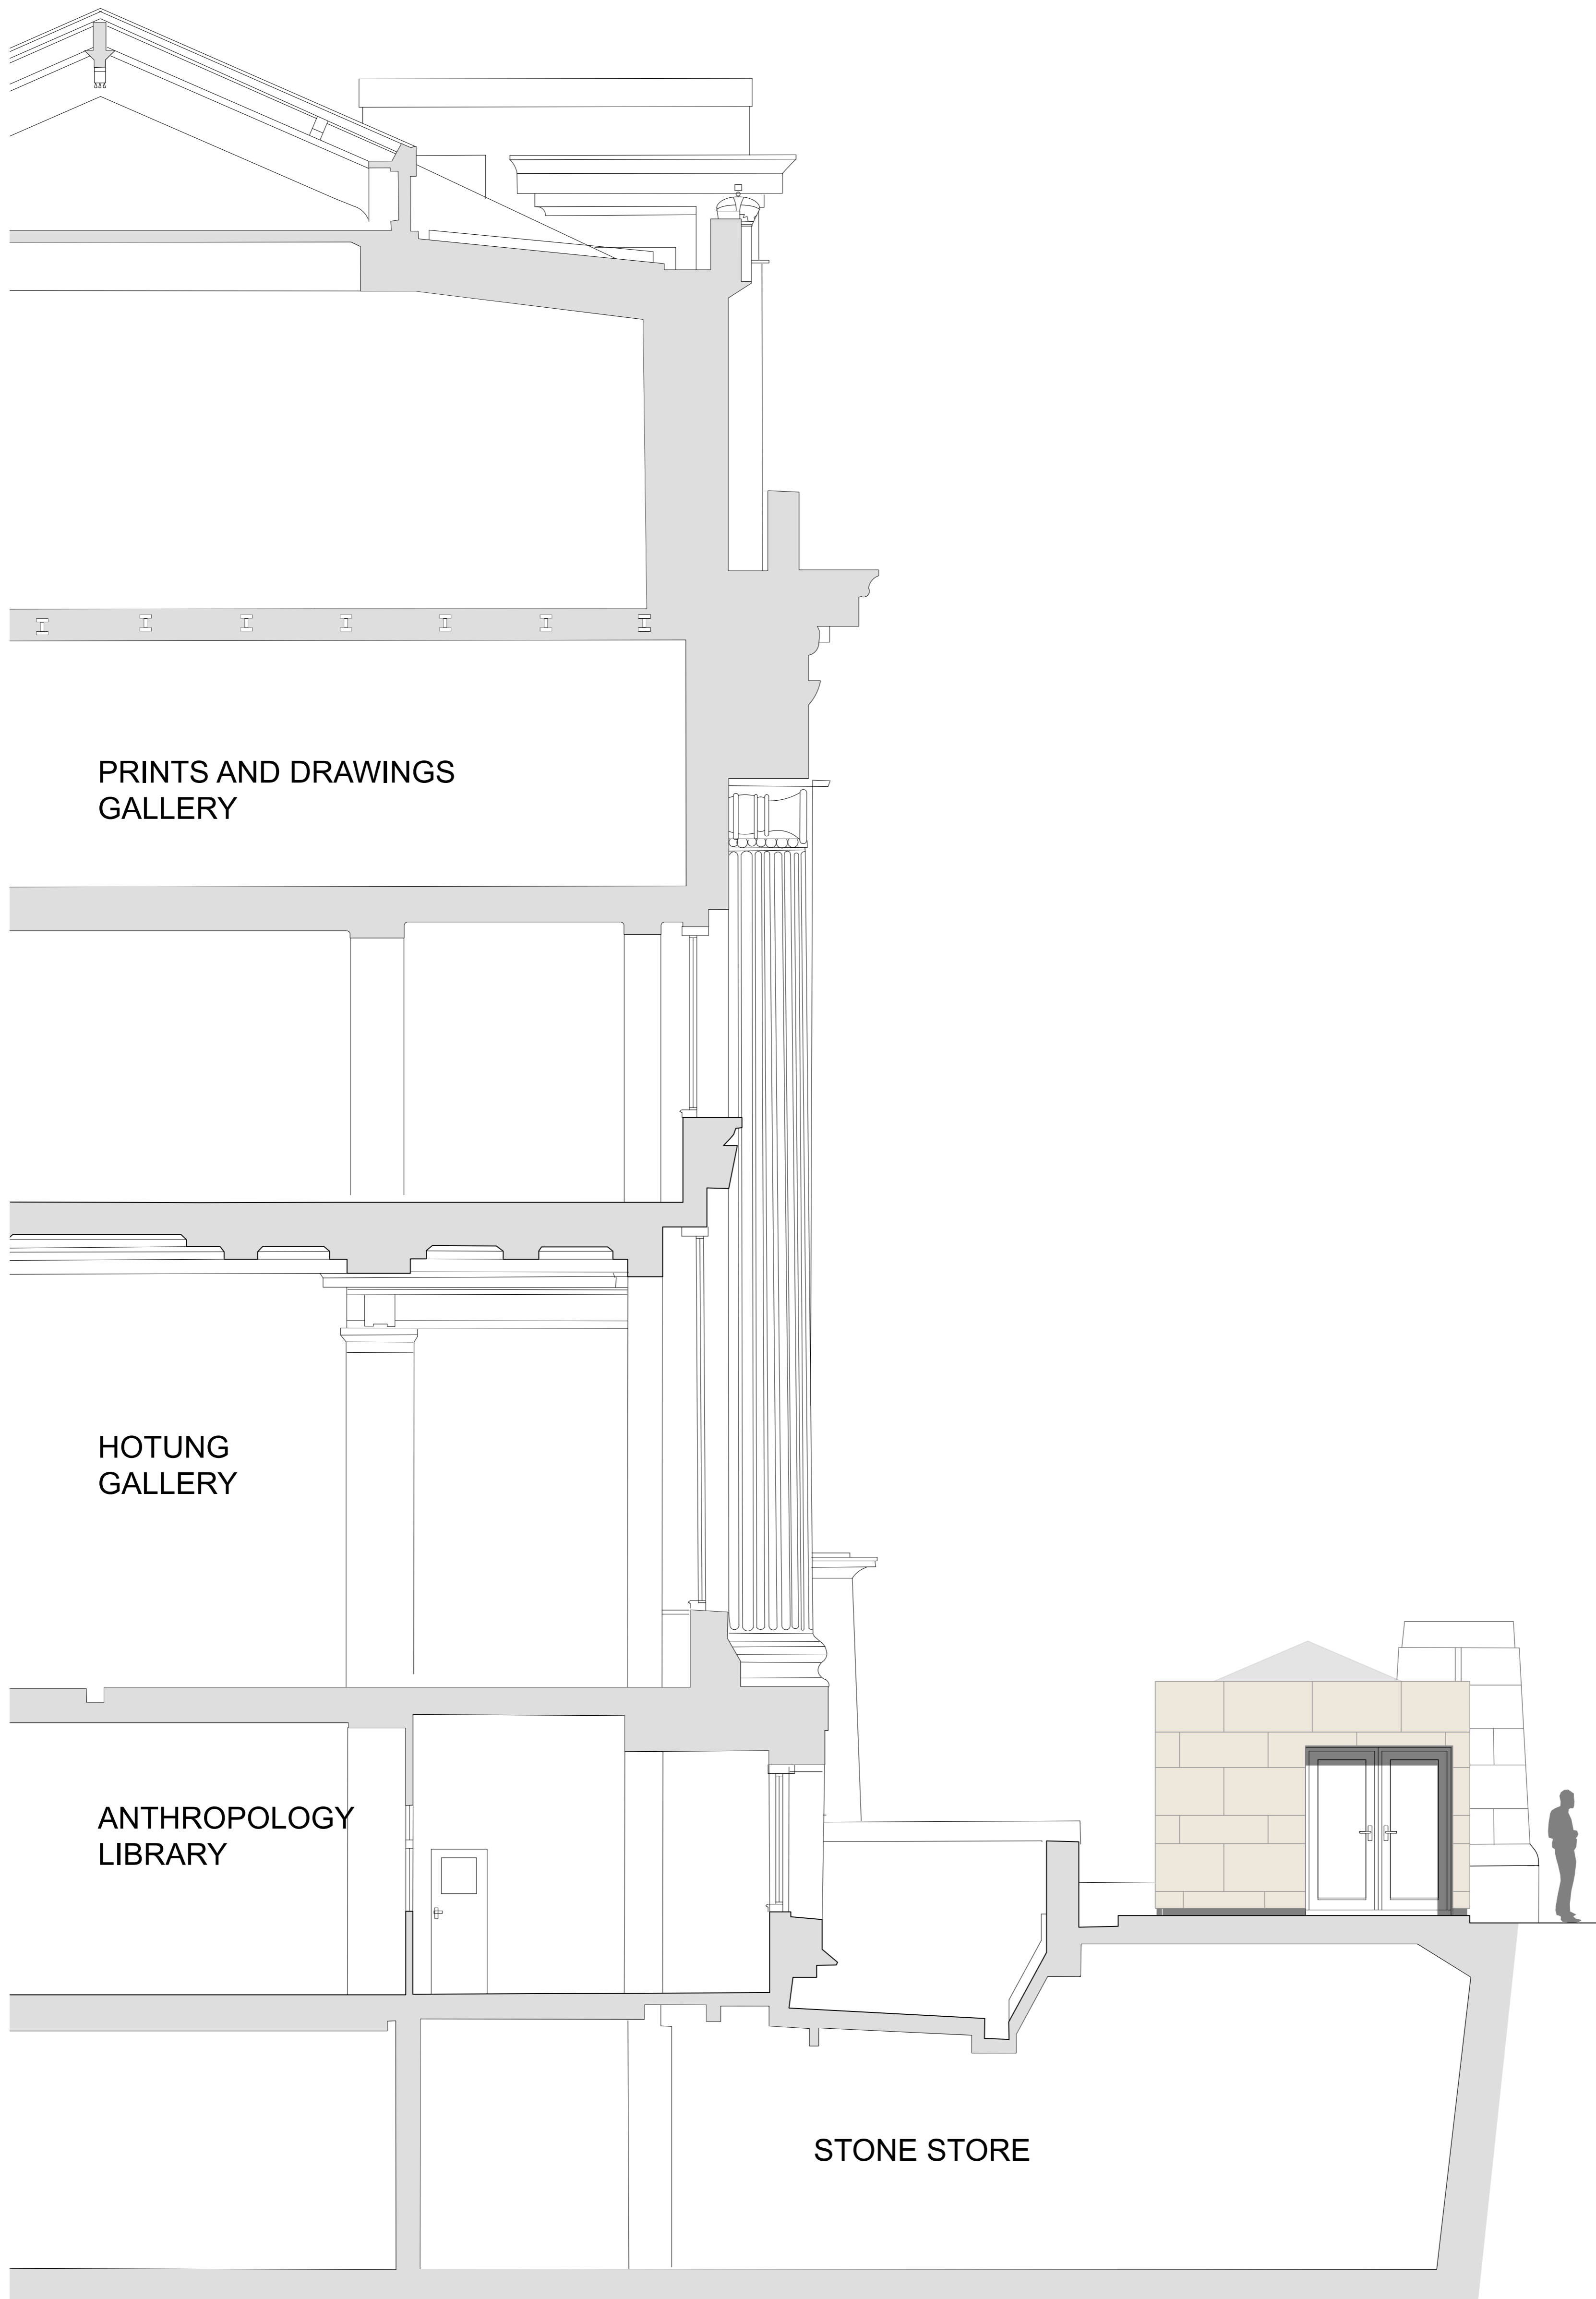 PRINTS AND DRAWINGS
GALLERY
HOTUNG
GALLERY
ANTHROPOLOGY
LIBRARY
STONE STORE